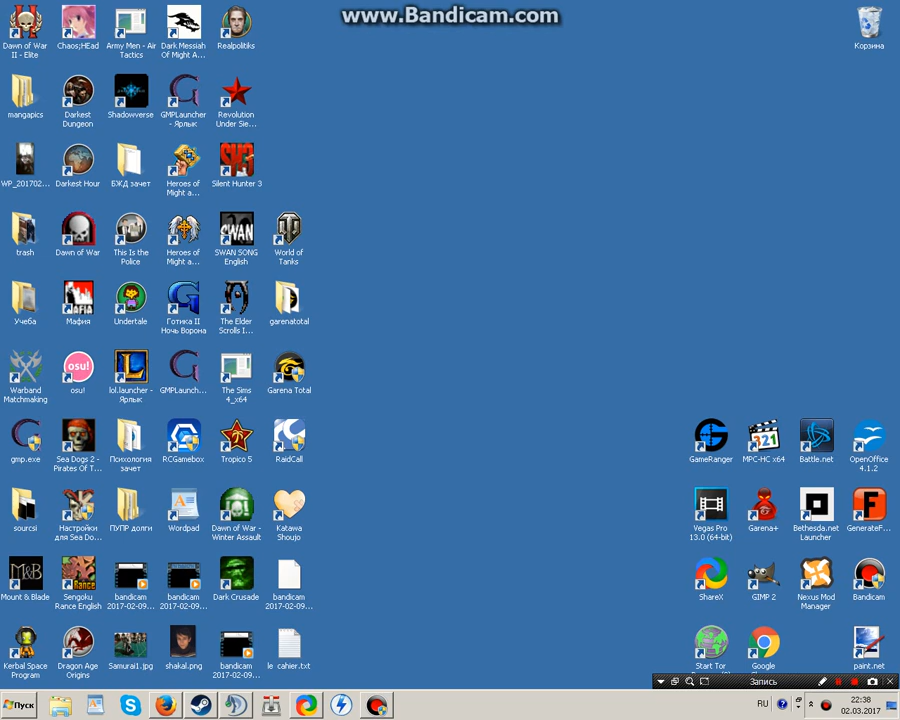 www.Bandicam.com
Dawn of War
II - Elite
Chaos;HEad
Army Men - Air
Tactics
Dark Messiah
Of Might A...
Realpolitiks
Корзина
mangapics
Darkest
Dungeon
Shadowverse
GMPLauncher
- Ярлык
Revolution
Under Sie...
WP_201702...
Darkest Hour
БЖД зачет
Heroes of
Might a...
Silent Hunter 3
trash
Dawn of War
This Is the
Police
Heroes of
Might a...
SWAN
SWAN SONG
English
World of
Tanks
Учеба
MAFIA
Мафия
Undertale
Готика II
Ночь Ворона
The Elder
Scrolls I...
garenatotal
Warband
Matchmaking
osu!
osu!
lol.launcher -
Ярлык
GMPLaunch...
The Sims
4_x64
Garena Total
gmp.exe
Sea Dogs 2 -
Pirates Of T...
Психология
зачет
RCGamebox
Tropico 5
RaidCall
GameRanger
321
MPC-HC x64
Battle.net
OpenOffice
4.1.2
sourcsi
Настройки
для Sea Do...
ПУПР долги
Wordpad
Dawn of War -
Winter Assault
Katawa
Shoujo
Vegas Pro
13.0 (64-bit)
Garena+
Bethesda.net
Launcher
F
GenerateF...
M&B
Mount & Blade
Rance
Sengoku
Rance English
bandicam
2017-02-09...
bandicam
2017-02-09...
Dark Crusade
bandicam
2017-02-09...
ShareX
GIMP 2
Nexus Mod
Manager
Bandicam
Kerbal Space
Program
Dragon Age
Origins
Samurai1.jpg
shakal.png
bandicam
2017-02-09...
le_cahier.txt
Start Tor
Google
paint.net
Запись
Пуск
RU
22:38
02.03.2017